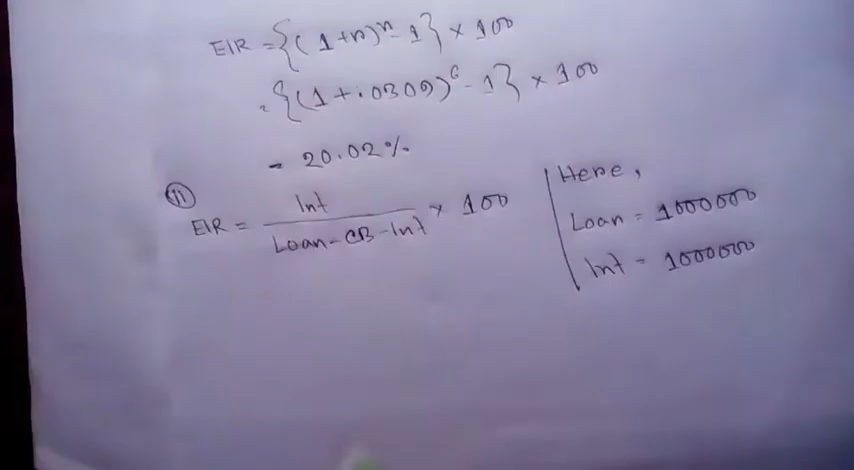 EIR = {(1+r)^n - 1} × 100
= {(1+.0309)^6 - 1} × 100
= 20.02%
(ii)
EIR = Int / Loan - CB - Int × 100
Here,
Loan = 1000000
Int = 1000000